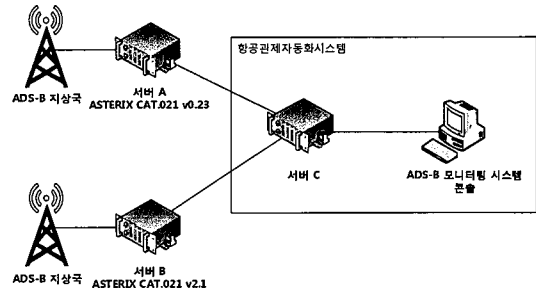 항공관제자동화시스템
ADS-B 지상국
서버 A
ASTERIX CAT.021 v0.23
서버 C
ADS-B 모니터링 시스템
콘솔
ADS-B 지상국
서버 B
ASTERIX CAT.021 v2.1